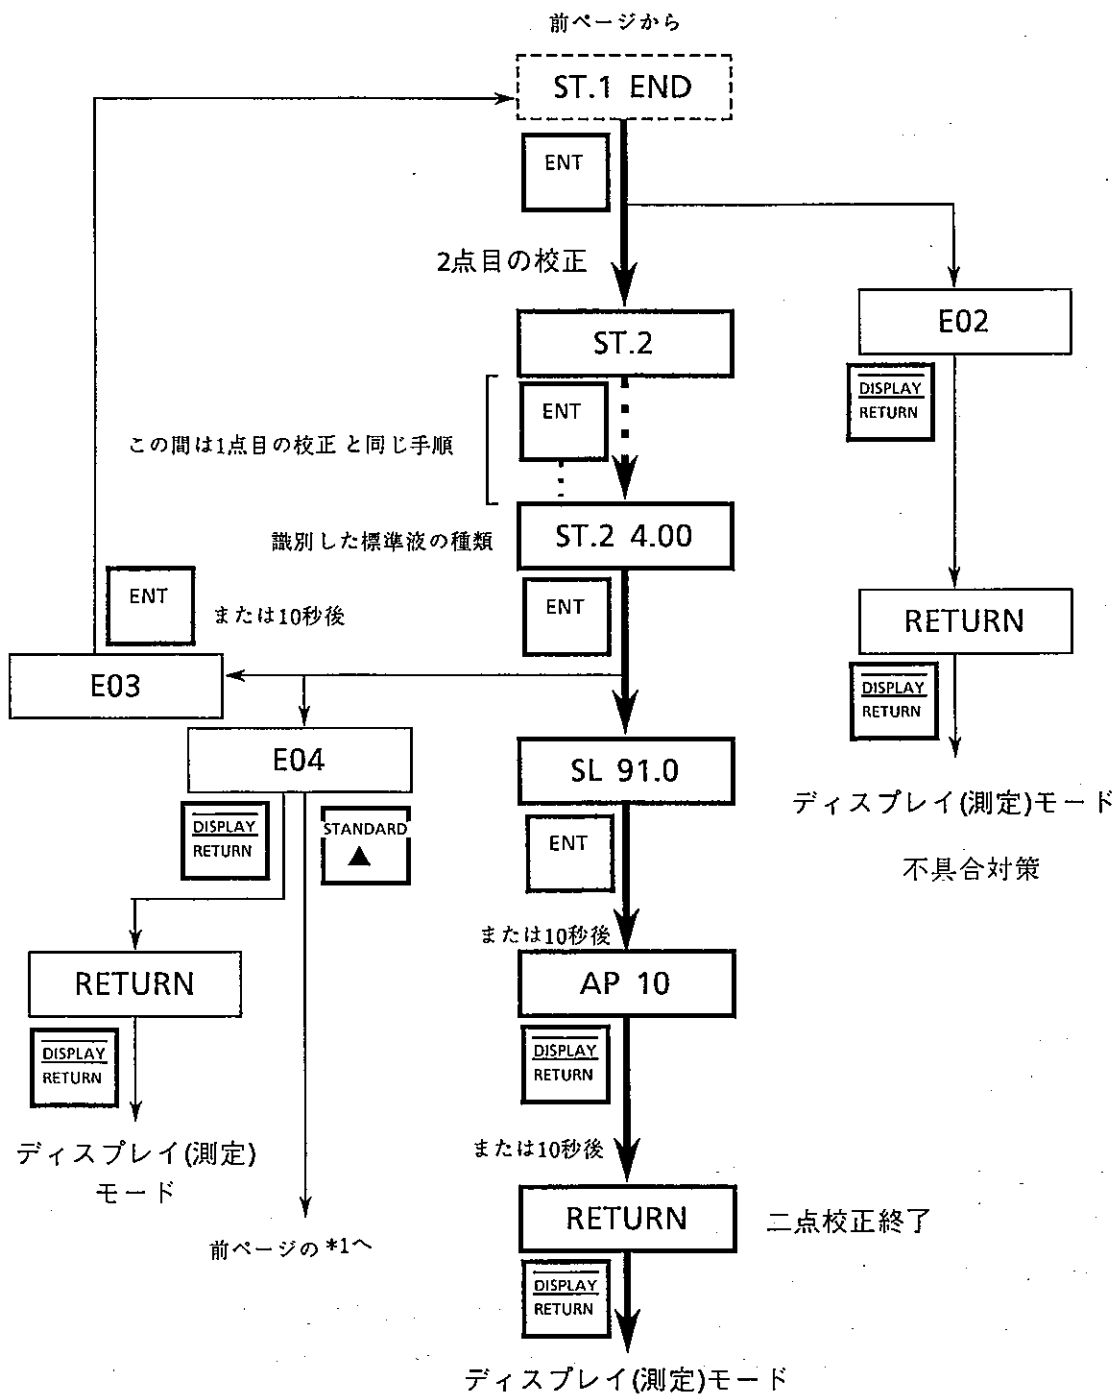 前ページから
ST.1 END
ENT
2点目の校正
ST.2
E02
DISPLAY
RETURN
ENT
この間は1点目の校正と同じ手順
識別した標準液の種類
ST.2 4.00
ENT
または10秒後
ENT
RETURN
E03
DISPLAY
RETURN
E04
SL 91.0
ディスプレイ(測定)モード
DISPLAY
RETURN
STANDARD
▲
ENT
不具合対策
または10秒後
RETURN
AP 10
DISPLAY
RETURN
DISPLAY
RETURN
ディスプレイ(測定)
モード
または10秒後
RETURN
二点校正終了
前ページの*1へ
DISPLAY
RETURN
ディスプレイ(測定)モード